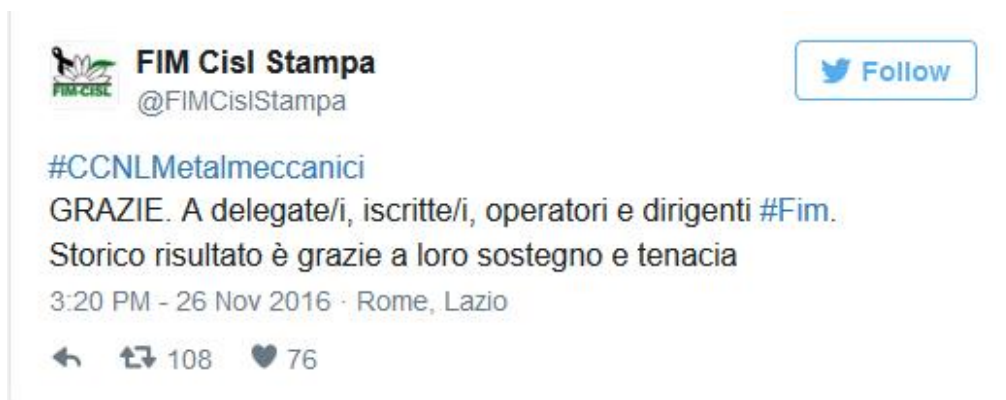 FIM Cisl Stampa
@FIMCislStampa
Follow
FIM-CISL
#CCNLMetalmeccanici
GRAZIE. A delegate/i, iscritte/i, operatori e dirigenti #Fim.
Storico risultato è grazie a loro sostegno e tenacia
3:20 PM - 26 Nov 2016 · Rome, Lazio
108 76